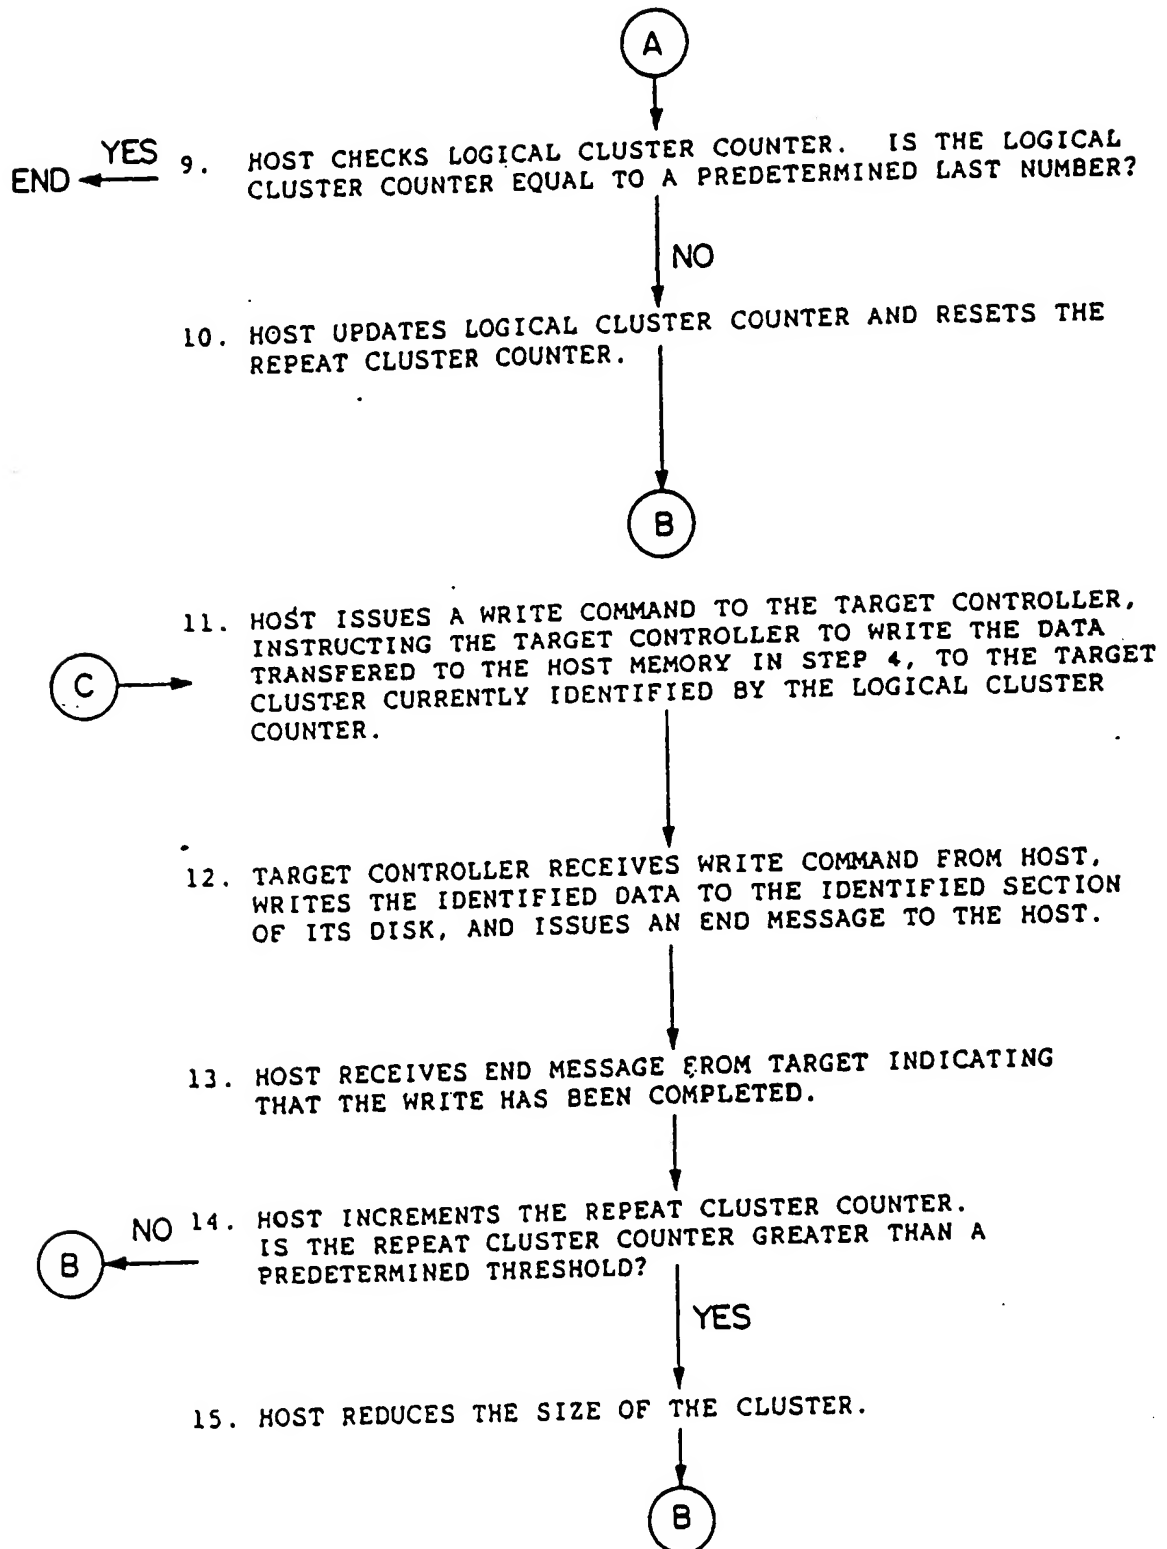 A
END YES 9. HOST CHECKS LOGICAL CLUSTER COUNTER. IS THE LOGICAL
CLUSTER COUNTER EQUAL TO A PREDETERMINED LAST NUMBER?
NO
10. HOST UPDATES LOGICAL CLUSTER COUNTER AND RESETS THE
REPEAT CLUSTER COUNTER.
B
11. HOST ISSUES A WRITE COMMAND TO THE TARGET CONTROLLER,
INSTRUCTING THE TARGET CONTROLLER TO WRITE THE DATA
C TRANSFERED TO THE HOST MEMORY IN STEP 4, TO THE TARGET
CLUSTER CURRENTLY IDENTIFIED BY THE LOGICAL CLUSTER
COUNTER.
12. TARGET CONTROLLER RECEIVES WRITE COMMAND FROM HOST,
WRITES THE IDENTIFIED DATA TO THE IDENTIFIED SECTION
OF ITS DISK, AND ISSUES AN END MESSAGE TO THE HOST.
13. HOST RECEIVES END MESSAGE FROM TARGET INDICATING
THAT THE WRITE HAS BEEN COMPLETED.
NO 14. HOST INCREMENTS THE REPEAT CLUSTER COUNTER.
B IS THE REPEAT CLUSTER COUNTER GREATER THAN A
PREDETERMINED THRESHOLD?
YES
15. HOST REDUCES THE SIZE OF THE CLUSTER.
B